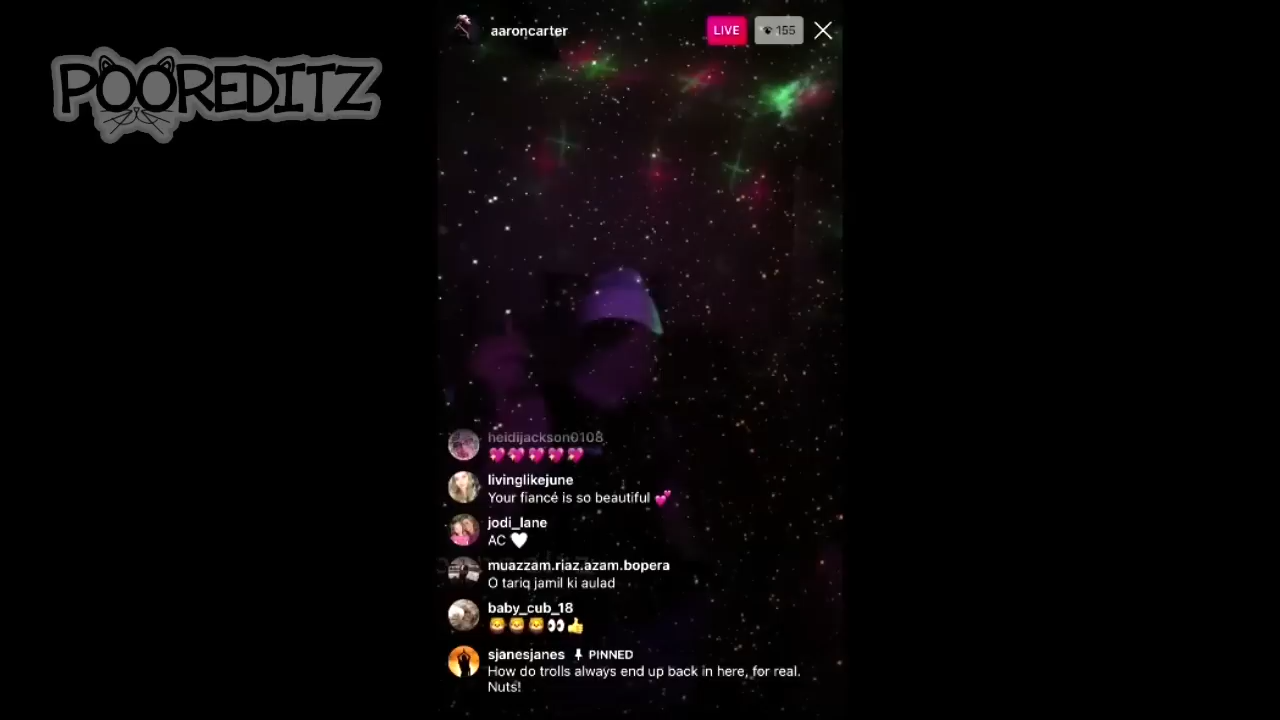 aaroncarter LIVE 155
POOREDITZ
heidijackson0108
💖💖💖💖💖
livinglikejune
Your fiancé is so beautiful 💕
jodi_lane
AC 🤍
muazzam.riaz.azam.bopera
O tariq jamil ki aulad
baby_cub_18
🦁🦁🦁👀👍
sjanesjanes PINNED
How do trolls always end up back in here, for real.
Nuts!